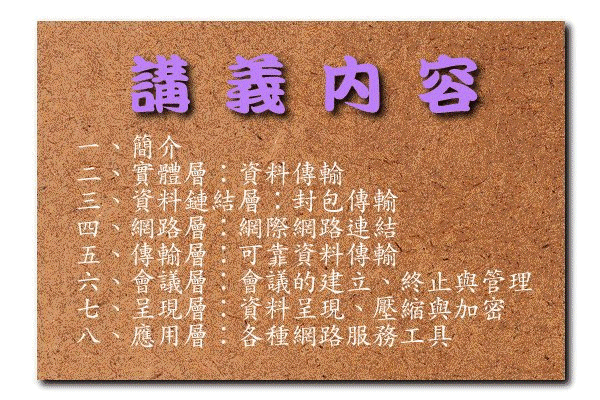 講義內容
一、簡介
二、實體層：資料傳輸
三、資料鏈結層：封包傳輸
四、網路層：網際網路連結
五、傳輸層：可靠資料傳輸
六、會議層：會議的建立、終止與管理
七、呈現層：資料呈現、壓縮與加密
八、應用層：各種網路服務工具